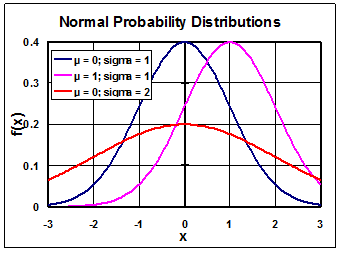 Normal Probability Distributions
0.4
μ = 0; sigma = 1
μ = 1; sigma = 1
0.3
μ = 0; sigma = 2
f(x)
0.2
0.1
0
-3 -2 -1 0 1 2 3
X